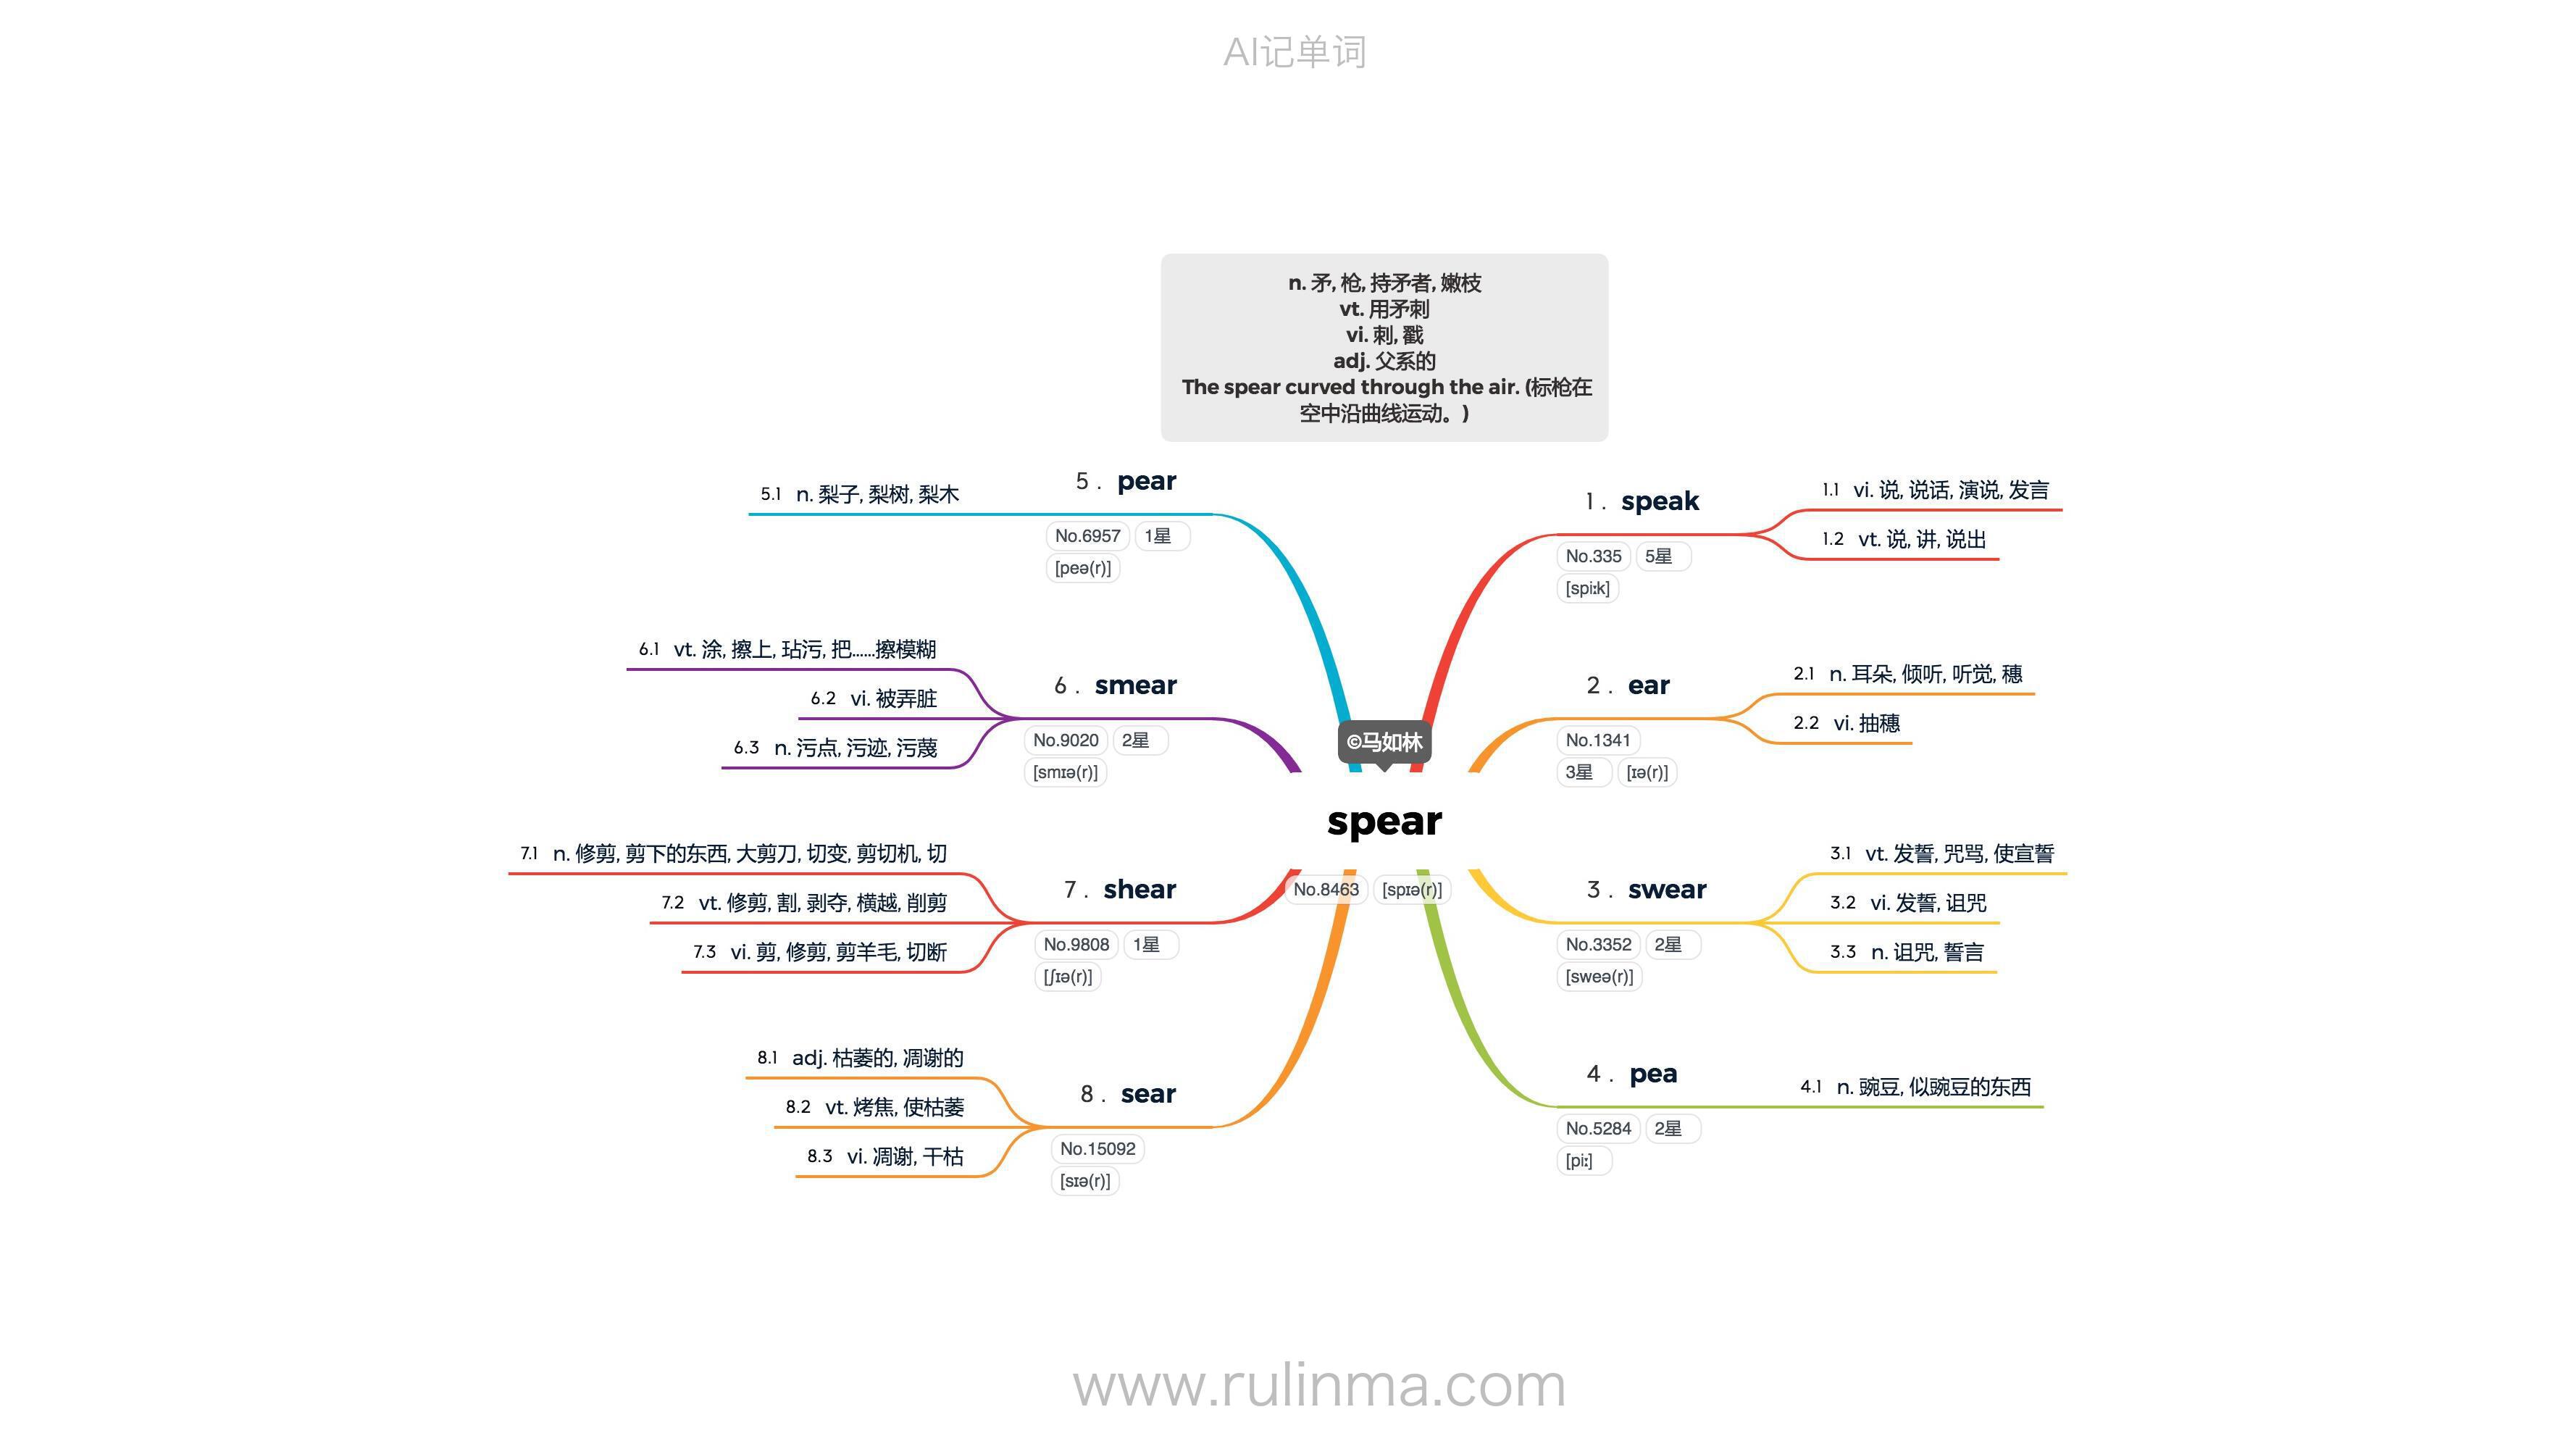 AI记单词
n. 矛, 枪, 持矛者, 嫩枝
vt. 用矛刺
vi. 刺, 戳
adj. 父系的
The spear curved through the air. (标枪在
空中沿曲线运动。)
©马如林
spear
No.8463 [spɪə(r)]
1. speak
No.335 5星
[spiːk]
1.1 vi. 说, 说话, 演说, 发言
1.2 vt. 说, 讲, 说出
2. ear
No.1341
3星 [ɪə(r)]
2.1 n. 耳朵, 倾听, 听觉, 穗
2.2 vi. 抽穗
3. swear
No.3352 2星
[sweə(r)]
3.1 vt. 发誓, 咒骂, 使宣誓
3.2 vi. 发誓, 诅咒
3.3 n. 诅咒, 誓言
4. pea
No.5284 2星
[piː]
4.1 n. 豌豆, 似豌豆的东西
5. pear
No.6957 1星
[peə(r)]
5.1 n. 梨子, 梨树, 梨木
6. smear
No.9020 2星
[smɪə(r)]
6.1 vt. 涂, 擦上, 玷污, 把......擦模糊
6.2 vi. 被弄脏
6.3 n. 污点, 污迹, 污蔑
7. shear
No.9808 1星
[ʃɪə(r)]
7.1 n. 修剪, 剪下的东西, 大剪刀, 切变, 剪切机, 切
7.2 vt. 修剪, 割, 剥夺, 横越, 削剪
7.3 vi. 剪, 修剪, 剪羊毛, 切断
8. sear
No.15092
[sɪə(r)]
8.1 adj. 枯萎的, 凋谢的
8.2 vt. 烤焦, 使枯萎
8.3 vi. 凋谢, 干枯
www.rulinma.com